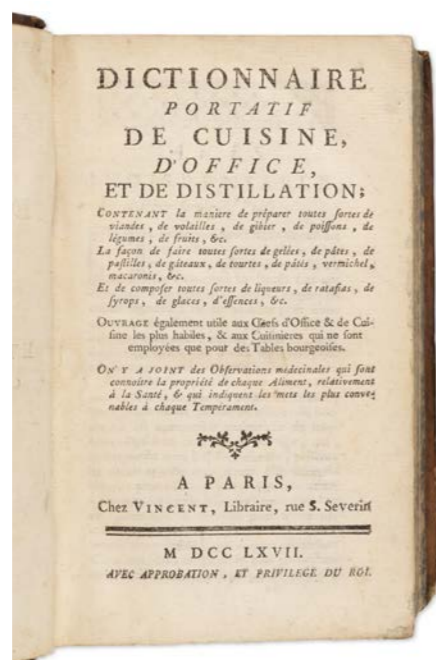 DICTIONNAIRE
PORTATIF
DE CUISINE,
D'OFFICE,
ET DE DISTILLATION;
CONTENANT la maniere de préparer toutes ſortes de
viandes, de volailles, de gibier, de poiſſons, de
légumes, de fruits, &c.
La façon de faire toutes ſortes de gelées, de pâtes, de
paſtilles, de gâteaux, de tourtes, de pâtés, vermichel,
macaronis, &c.
Et de compoſer toutes ſortes de liqueurs, de ratafias, de
ſyrops, de glaces, d'eſſences, &c.
OUVRAGE également utile aux Chefs d'Office & de Cui-
ſine les plus habiles, & aux Cuiſinieres qui ne ſont
employées que pour des Tables bourgeoiſes.
ON Y A JOINT des Obſervations médecinales qui font
connoître la propriété de chaque Aliment, relativement
à la Santé, & qui indiquent les mets les plus conve-
nables à chaque Tempérament.
A PARIS,
Chez VINCENT, Libraire, rue S. Severin
M DCC LXVII.
AVEC APPROBATION, ET PRIVILEGE DU ROI.